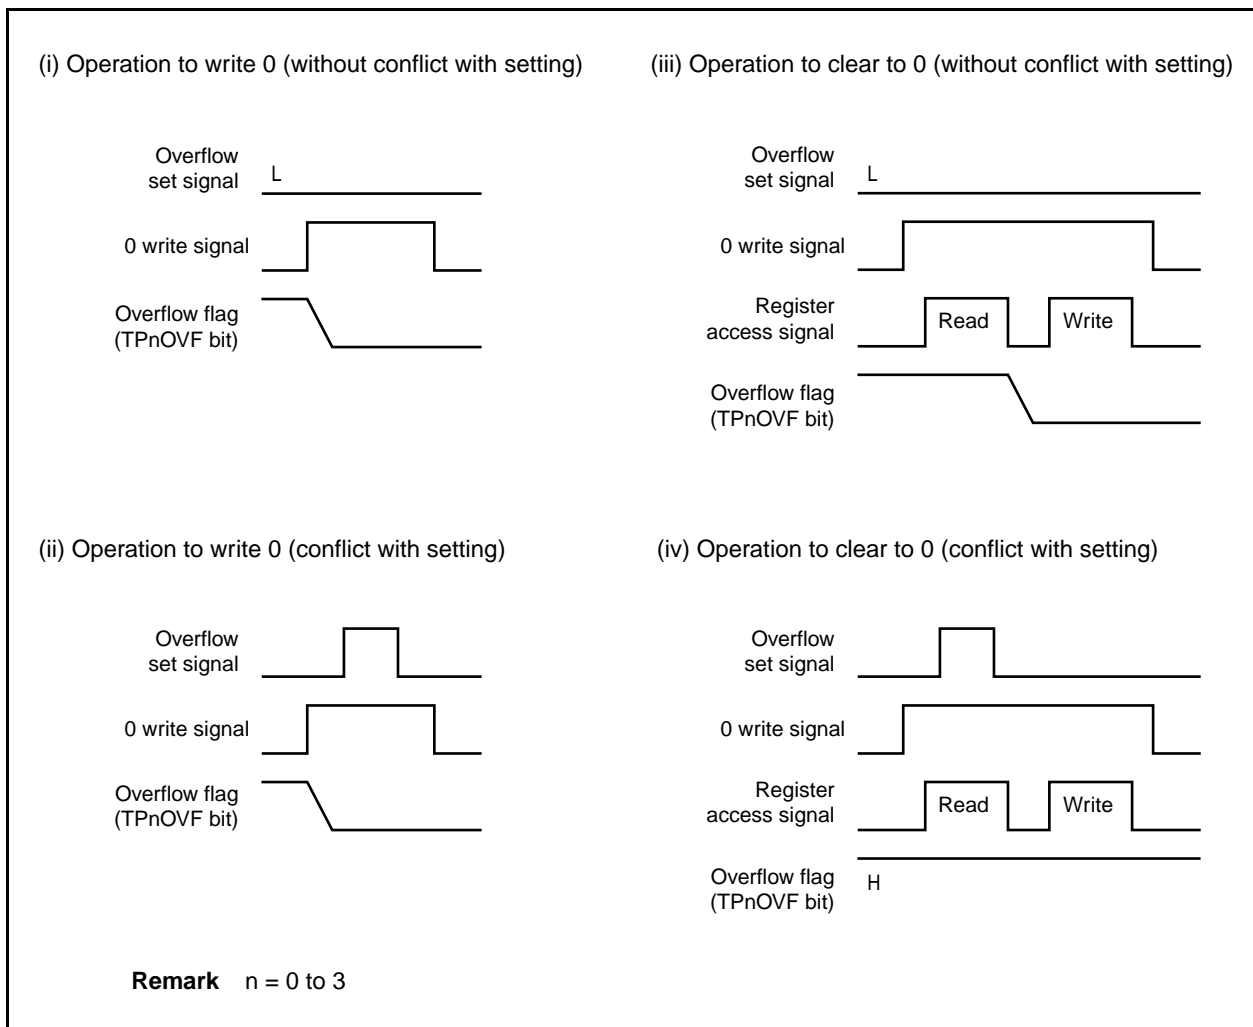 (i) Operation to write 0 (without conflict with setting)
Overflow
set signal
L
0 write signal
Overflow flag
(TPnOVF bit)
(iii) Operation to clear to 0 (without conflict with setting)
Overflow
set signal
L
0 write signal
Register
access signal
Read
Write
Overflow flag
(TPnOVF bit)
(ii) Operation to write 0 (conflict with setting)
Overflow
set signal
0 write signal
Overflow flag
(TPnOVF bit)
(iv) Operation to clear to 0 (conflict with setting)
Overflow
set signal
0 write signal
Register
access signal
Read
Write
Overflow flag
(TPnOVF bit)
H
Remark n = 0 to 3